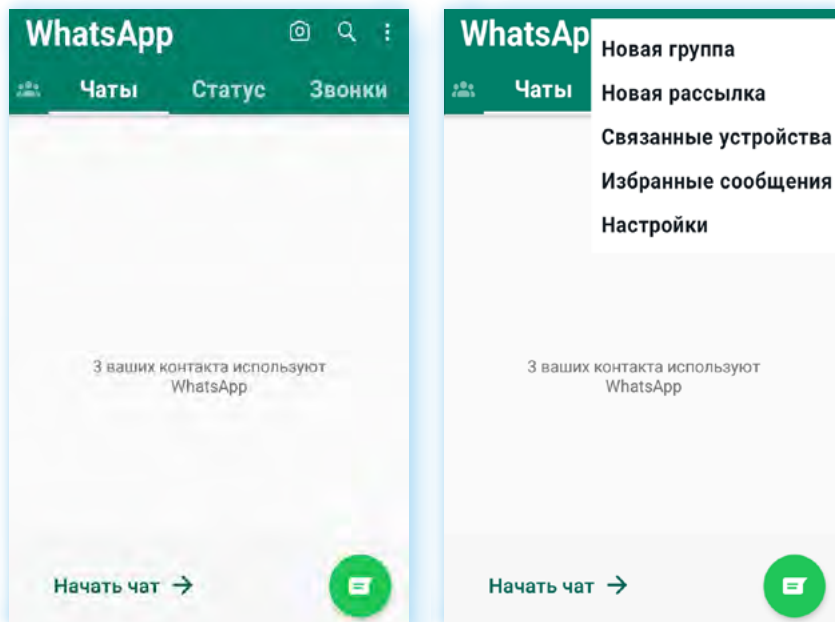 WhatsApp
Чаты Статус Звонки
3 ваших контакта используют
WhatsApp
Начать чат
WhatsAp
Чаты
Новая группа
Новая рассылка
Связанные устройства
Избранные сообщения
Настройки
3 ваших контакта используют
WhatsApp
Начать чат